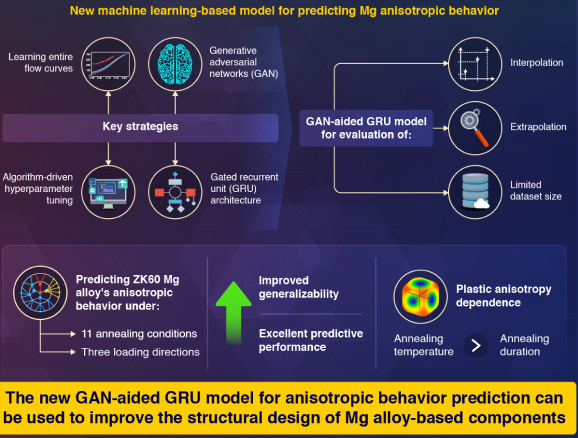 New machine learning-based model for predicting Mg anisotropic behavior
Learning entire
flow curves
Generative
adversarial
networks (GAN)
Key strategies
Algorithm-driven
hyperparameter
tuning
Gated recurrent
unit (GRU)
architecture
GAN-aided GRU model
for evaluation of:
Interpolation
Extrapolation
Limited
dataset size
Predicting ZK60 Mg
alloy's anisotropic
behavior under:
11 annealing conditions
Three loading directions
Improved
generalizability
Excellent predictive
performance
Plastic anisotropy
dependence
Annealing
temperature
>
Annealing
duration
The new GAN-aided GRU model for anisotropic behavior prediction can
be used to improve the structural design of Mg alloy-based components